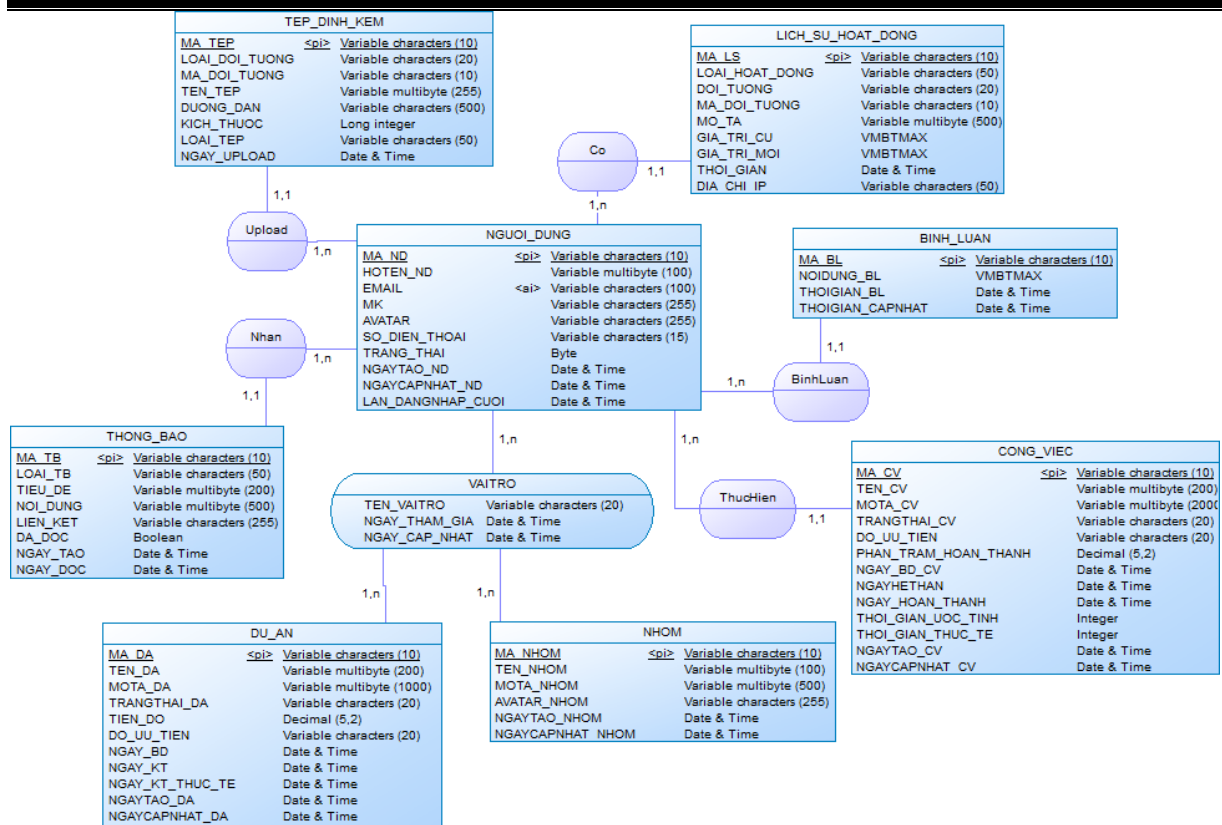 TEP_DINH_KEM
MA_TEP <pi> Variable characters (10)
LOAI_DOI_TUONG Variable characters (20)
MA_DOI_TUONG Variable characters (10)
TEN_TEP Variable multibyte (255)
DUONG_DAN Variable characters (500)
KICH_THUOC Long integer
LOAI_TEP Variable characters (50)
NGAY_UPLOAD Date & Time
LICH_SU_HOAT_DONG
MA_LS <pi> Variable characters (10)
LOAI_HOAT_DONG Variable characters (50)
DOI_TUONG Variable characters (20)
MA_DOI_TUONG Variable characters (10)
MO_TA Variable multibyte (500)
GIA_TRI_CU VMBTMAX
GIA_TRI_MOI VMBTMAX
THOI_GIAN Date & Time
DIA_CHI_IP Variable characters (50)
Co
1,1
1,n
1,1
Upload
1,n
NGUOI_DUNG
MA_ND <pi> Variable characters (10)
HOTEN_ND Variable multibyte (100)
EMAIL <ai> Variable characters (100)
MK Variable characters (255)
AVATAR Variable characters (255)
SO_DIEN_THOAI Variable characters (15)
TRANG_THAI Byte
NGAYTAO_ND Date & Time
NGAYCAPNHAT_ND Date & Time
LAN_DANGNHAP_CUOI Date & Time
BINH_LUAN
MA_BL <pi> Variable characters (10)
NOIDUNG_BL VMBTMAX
THOIGIAN_BL Date & Time
THOIGIAN_CAPNHAT Date & Time
Nhan
1,n
1,1
1,1
1,n
BinhLuan
THONG_BAO
MA_TB <pi> Variable characters (10)
LOAI_TB Variable characters (50)
TIEU_DE Variable multibyte (200)
NOI_DUNG Variable multibyte (500)
LIEN_KET Variable characters (255)
DA_DOC Boolean
NGAY_TAO Date & Time
NGAY_DOC Date & Time
1,n
1,n
VAITRO
TEN_VAITRO Variable characters (20)
NGAY_THAM_GIA Date & Time
NGAY_CAP_NHAT Date & Time
ThucHien
1,1
CONG_VIEC
MA_CV <pi> Variable characters (10)
TEN_CV Variable multibyte (200)
MOTA_CV Variable multibyte (2000
TRANGTHAI_CV Variable characters (20)
DO_UU_TIEN Variable characters (20)
PHAN_TRAM_HOAN_THANH Decimal (5,2)
NGAY_BD_CV Date & Time
NGAYHETHAN Date & Time
NGAY_HOAN_THANH Date & Time
THOI_GIAN_UOC_TINH Integer
THOI_GIAN_THUC_TE Integer
NGAYTAO_CV Date & Time
NGAYCAPNHAT_CV Date & Time
1,n
1,n
DU_AN
MA_DA <pi> Variable characters (10)
TEN_DA Variable multibyte (200)
MOTA_DA Variable multibyte (1000)
TRANGTHAI_DA Variable characters (20)
TIEN_DO Decimal (5,2)
DO_UU_TIEN Variable characters (20)
NGAY_BD Date & Time
NGAY_KT Date & Time
NGAY_KT_THUC_TE Date & Time
NGAYTAO_DA Date & Time
NGAYCAPNHAT_DA Date & Time
NHOM
MA_NHOM <pi> Variable characters (10)
TEN_NHOM Variable multibyte (100)
MOTA_NHOM Variable multibyte (500)
AVATAR_NHOM Variable characters (255)
NGAYTAO_NHOM Date & Time
NGAYCAPNHAT_NHOM Date & Time